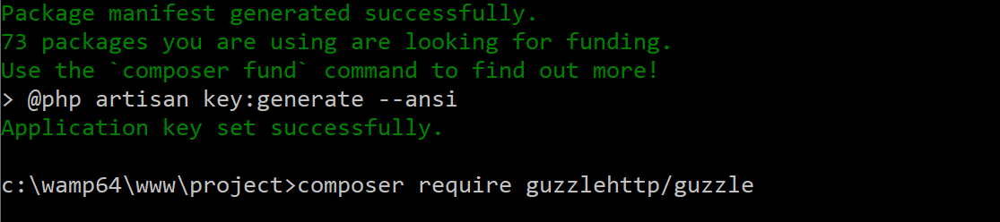 Package manifest generated successfully.
73 packages you are using are looking for funding.
Use the `composer fund` command to find out more!
> @php artisan key:generate --ansi
Application key set successfully.
c:\wamp64\www\project>composer require guzzlehttp/guzzle